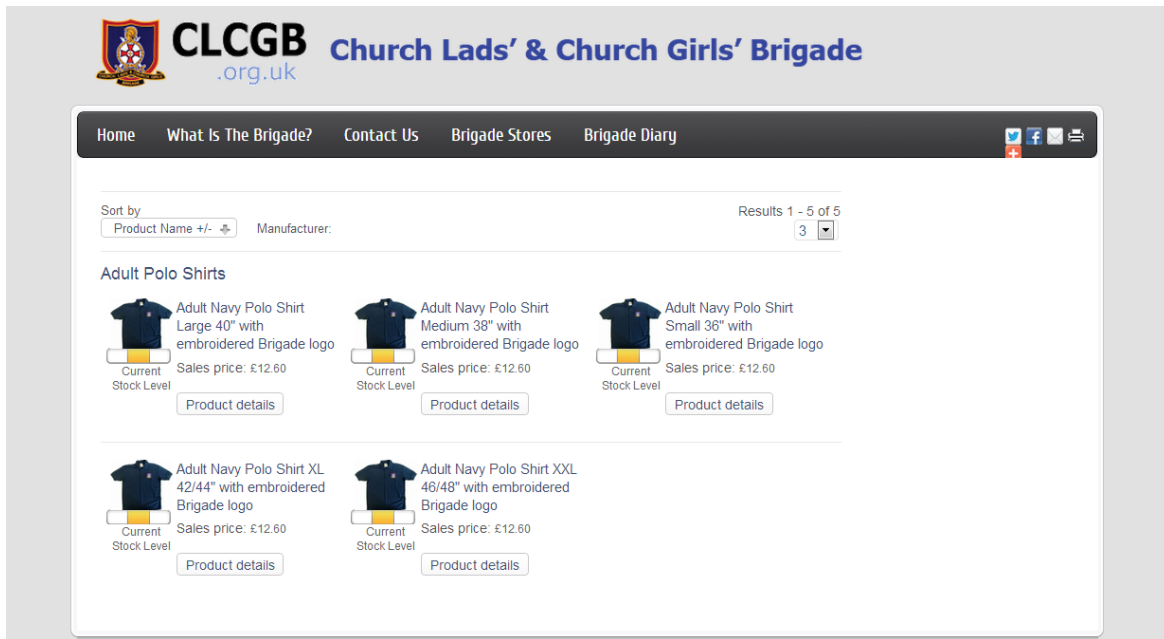 CLCGB
.org.uk
Church Lads' & Church Girls' Brigade
Home What Is The Brigade? Contact Us Brigade Stores Brigade Diary
Sort by
Product Name +/- Manufacturer:
Results 1 - 5 of 5
3
Adult Polo Shirts
Adult Navy Polo Shirt
Large 40" with
embroidered Brigade logo
Sales price: £12.60
Current
Stock Level
Product details
Adult Navy Polo Shirt
Medium 38" with
embroidered Brigade logo
Sales price: £12.60
Current
Stock Level
Product details
Adult Navy Polo Shirt
Small 36" with
embroidered Brigade logo
Sales price: £12.60
Current
Stock Level
Product details
Adult Navy Polo Shirt XL
42/44" with embroidered
Brigade logo
Sales price: £12.60
Current
Stock Level
Product details
Adult Navy Polo Shirt XXL
46/48" with embroidered
Brigade logo
Sales price: £12.60
Current
Stock Level
Product details